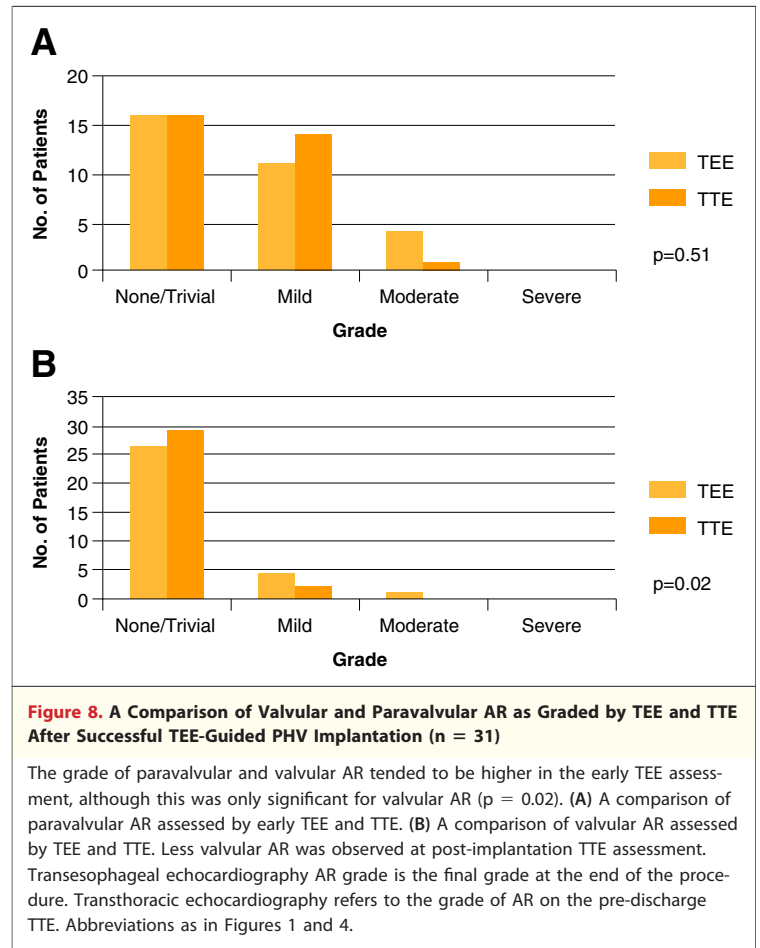 A
20
15
10
5
0
No. of Patients
None/Trivial Mild Moderate Severe
Grade
TEE
TTE
p=0.51
B
35
30
25
20
15
10
5
0
No. of Patients
None/Trivial Mild Moderate Severe
Grade
TEE
TTE
p=0.02
Figure 8. A Comparison of Valvular and Paravalvular AR as Graded by TEE and TTE
After Successful TEE-Guided PHV Implantation (n = 31)
The grade of paravalvular and valvular AR tended to be higher in the early TEE assess-
ment, although this was only significant for valvular AR (p = 0.02). (A) A comparison of
paravalvular AR assessed by early TEE and TTE. (B) A comparison of valvular AR assessed
by TEE and TTE. Less valvular AR was observed at post-implantation TTE assessment.
Transesophageal echocardiography AR grade is the final grade at the end of the proce-
dure. Transthoracic echocardiography refers to the grade of AR on the pre-discharge
TTE. Abbreviations as in Figures 1 and 4.